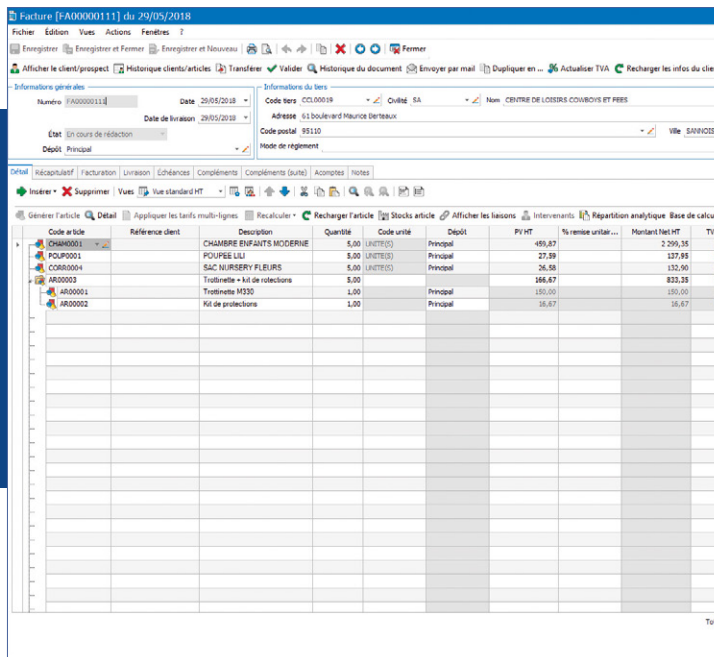 Facture [FA00000111] du 29/05/2018
Fichier Édition Vues Actions Fenêtres ?
Enregistrer Enregistrer et Fermer Enregistrer et Nouveau Fermer
Afficher le client/prospect Historique clients/articles Transférer Valider Historique du document Envoyer par mail Dupliquer en ... Actualiser TVA Recharger les infos du clie
Informations générales Informations du tiers
Numéro FA00000111 Date 29/05/2018 Code tiers CCL00019 Civilité SA Nom CENTRE DE LOISIRS COWBOYS ET FEES
Date de livraison 29/05/2018 Adresse 61 boulevard Maurice Berteaux
État En cours de rédaction Code postal 95110 Ville SANNOIS
Dépôt Principal Mode de règlement
Détail Récapitulatif Facturation Livraison Échéances Compléments Compléments (suite) Acomptes Notes
Insérer Supprimer Vues Vue standard HT
Générer l'article Détail Appliquer les tarifs multi-lignes Recalculer Recharger l'article Stocks article Afficher les liaisons Intervenants Répartition analytique Base de calcu
Code article Référence client Description Quantité Code unité Dépôt PV HT % remise unitair... Montant Net HT TV
CHAM0001 CHAMBRE ENFANTS MODERNE 5,00 UNITE(S) Principal 459,87 2 299,35
POUP0001 POUPEE LILI 5,00 UNITE(S) Principal 27,59 137,95
CORR0004 SAC NURSERY FLEURS 5,00 UNITE(S) Principal 26,58 132,90
AR00003 Trottinette + kit de rotections 5,00 166,67 833,35
AR00001 Trottinette M330 1,00 Principal 150,00 150,00
AR00002 Kit de protections 1,00 Principal 16,67 16,67
To